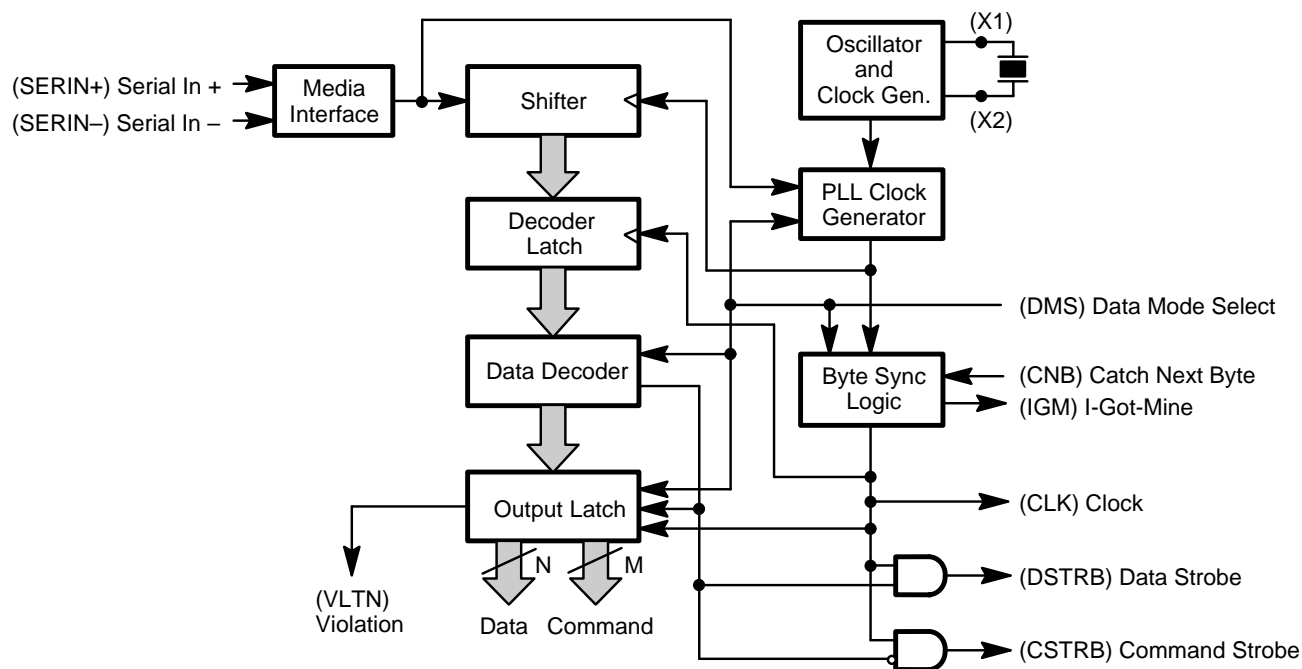 (X1)
Oscillator
and
Clock Gen.
(X2)
(SERIN+) Serial In +
(SERIN–) Serial In –
Media
Interface
Shifter
PLL Clock
Generator
Decoder
Latch
(DMS) Data Mode Select
Data Decoder
Byte Sync
Logic
(CNB) Catch Next Byte
(IGM) I-Got-Mine
Output Latch
(CLK) Clock
N
M
(VLTN)
Violation
Data
Command
(DSTRB) Data Strobe
(CSTRB) Command Strobe